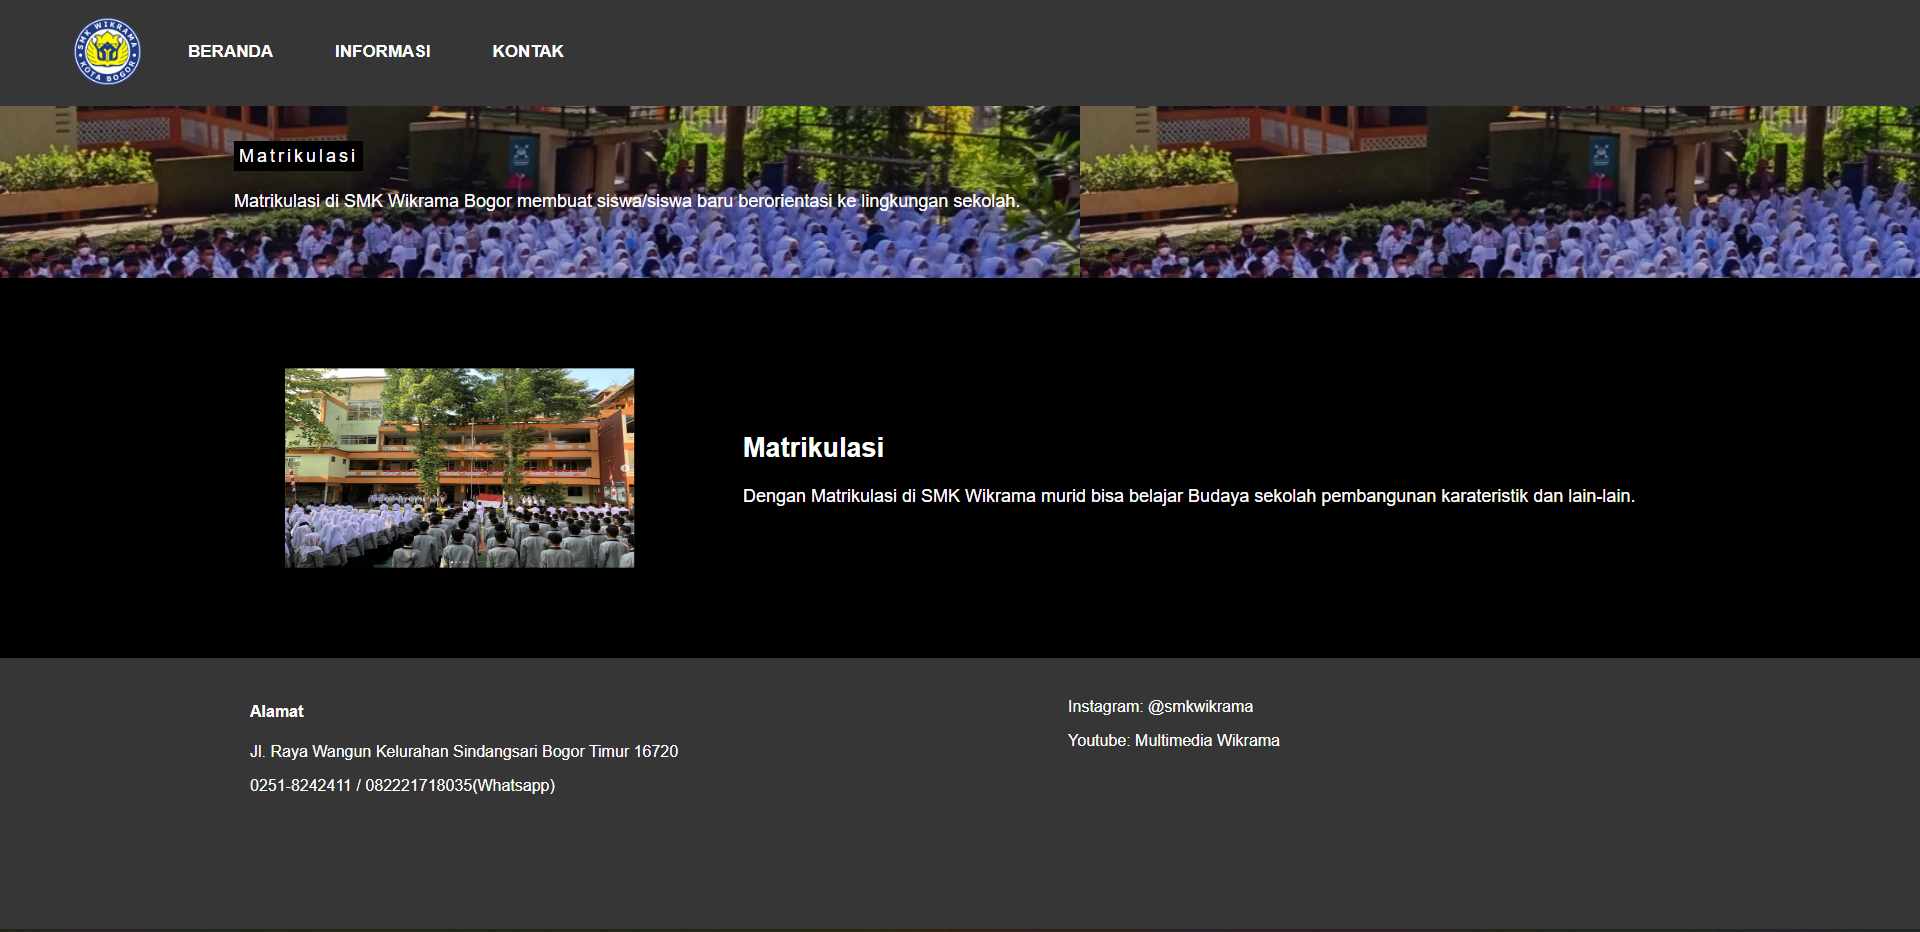 SMK WIKRAMA
KOTA BOGOR
BERANDA INFORMASI KONTAK
Matrikulasi
Matrikulasi di SMK Wikrama Bogor membuat siswa/siswa baru berorientasi ke lingkungan sekolah.
Matrikulasi
Dengan Matrikulasi di SMK Wikrama murid bisa belajar Budaya sekolah pembangunan karateristik dan lain-lain.
Alamat
Jl. Raya Wangun Kelurahan Sindangsari Bogor Timur 16720
0251-8242411 / 082221718035(Whatsapp)
Instagram: @smkwikrama
Youtube: Multimedia Wikrama